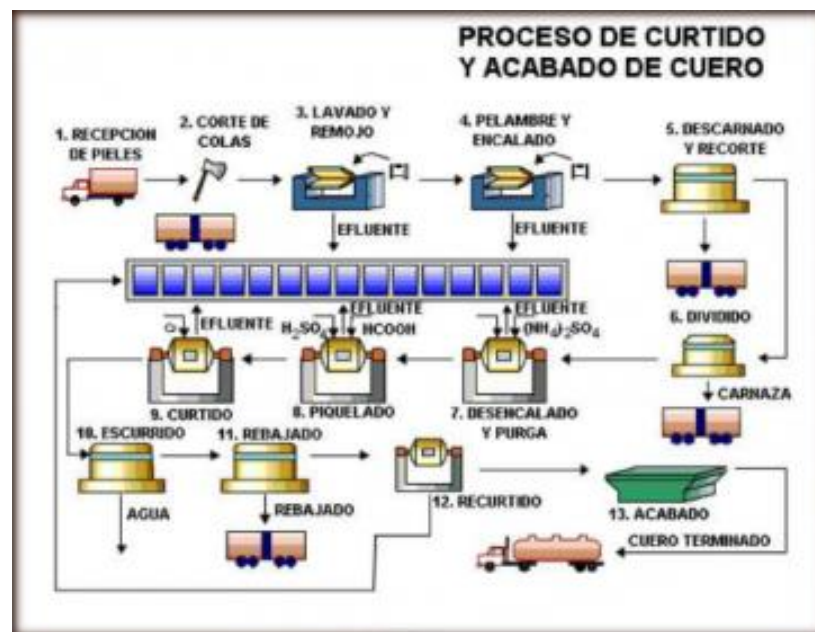 PROCESO DE CURTIDO
Y ACABADO DE CUERO
1. RECEPCION
DE PIELES
2. CORTE DE
COLAS
3. LAVADO Y
REMOJO
4. PELAMBRE Y
ENCALADO
5. DESCARNADO
Y RECORTE
EFLUENTE
EFLUENTE
EFLUENTE
H2SO4
EFLUENTE
HCOOH
EFLUENTE
(NH4)2SO4
6. DIVIDIDO
CARNAZA
7. DESENCALADO
Y PURGA
8. PIQUELADO
9. CURTIDO
10. ESCURRIDO
11. REBAJADO
AGUA
REBAJADO
12. RECURTIDO
13. ACABADO
CUERO TERMINADO